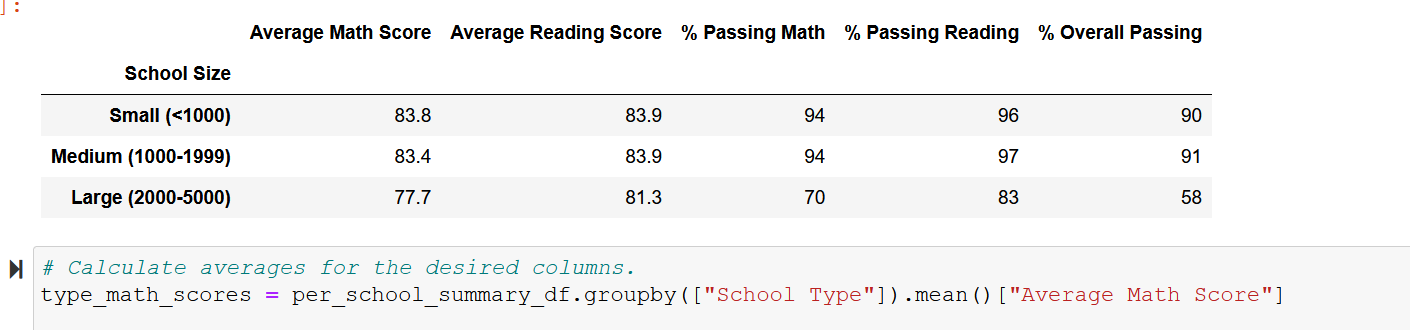 ]:
Average Math Score Average Reading Score % Passing Math % Passing Reading % Overall Passing
School Size
Small (<1000) 83.8 83.9 94 96 90
Medium (1000-1999) 83.4 83.9 94 97 91
Large (2000-5000) 77.7 81.3 70 83 58
# Calculate averages for the desired columns.
type_math_scores = per_school_summary_df.groupby(["School Type"]).mean()["Average Math Score"]